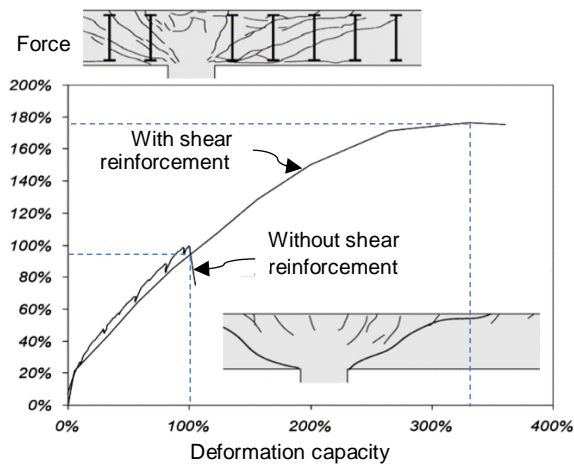 Force
200%
180%
160%
140%
120%
100%
80%
60%
40%
20%
0%
With shear
reinforcement
Without shear
reinforcement
0%
100%
200%
300%
400%
Deformation capacity